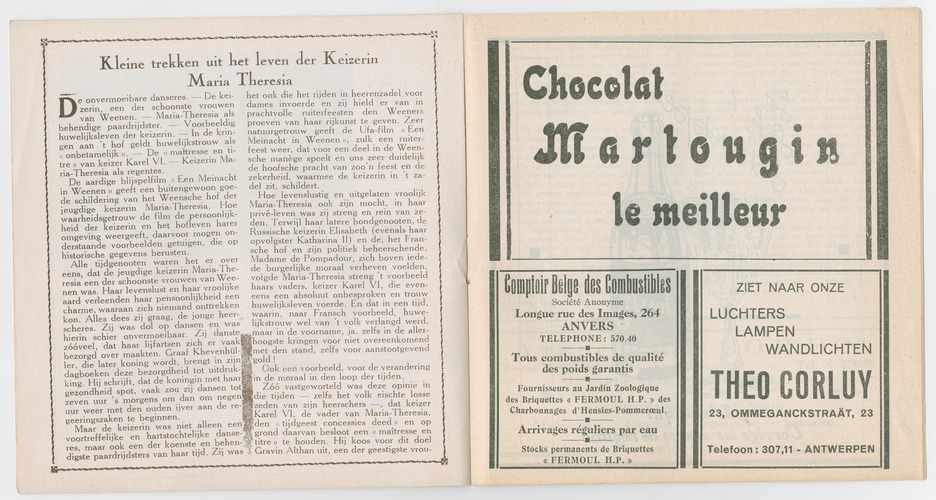 Kleine trekken uit het leven der Keizerin
Maria Theresia
De onvermoeibare danseres. — De kei-
zerin, een der schoonste vrouwen
van Weenen. — Maria-Theresia als
behendige paardrijdster. — Voorbeeldig
huwelijksleven der keizerin. — In de krin-
gen aan 't hof geldt huwelijkstrouw als
« onbetamelijk ». — De « maîtresse en ti-
tre » van keizer Karel VI. — Keizerin Ma-
ria-Theresia als regentes.
De aardige blijspelfilm « Een Meinacht
in Weenen » geeft een buitengewoon goe-
de schildering van het Weensche hof der
jeugdige keizerin Maria-Theresia. Hoe
waarheidsgetrouw de film de persoonlijk-
heid der keizerin en het hofleven harer
omgeving weergeeft, daarvoor mogen on-
derstaande voorbeelden getuigen, die op
historische gegevens berusten.
Alle tijdgenooten waren het er over
eens, dat de jeugdige keizerin Maria-The-
resia een der schoonste vrouwen van Wee-
nen was. Haar levenslust en haar vroolijke
aard verleenden haar persoonlijkheid een
charme, waaraan zich niemand onttrekken
kon. Alles deed zij graag, de jonge heer-
scheres. Zij was dol op dansen en was
hierin schier onvermoeibaar. Zij danste
zóóveel, dat haar lijfartsen zich er vaak
bezorgd over maakten. Graaf Khevenhül-
ler, die later koning wordt, brengt in zijn
dagboeken deze bezorgdheid tot uitdruk-
king. Hij schrijft, dat de koningin met haar
gezondheid spot, vaak zou zij dansen tot
zeven uur 's morgens om dan om negen
uur weer met den ouden ijver aan de re-
geeringszaken te beginnen.
Maar de keizerin was niet alleen een
voortreffelijke en hartstochtelijke danse-
res, maar ook een der koenste en behen-
digste paardrijdsters van haar tijd. Zij was
het ook die het rijden in heerenzadel voor
dames invoerde en zij hield er van in
prachtvolle ruiterfeesten den Weeners
proeven van haar rijkunst te geven. Zeer
natuurgetrouw geeft de Ufa-film « Een
Meinacht in Weenen », zulk een ruiter-
feest weer, dat voor een deel in de Ween-
sche manège speelt en ons zeer duidelijk
de hoofsche pracht van zoo'n feest en de
zekerheid, waarmee de keizerin in 't za-
del zit, schildert.
Hoe levenslustig en uitgelaten vroolijk
Maria-Theresia ook zijn mocht, in haar
privé-leven was zij streng en rein van ze-
den. Terwijl haar latere bondgenooten, de
Russische keizerin Elisabeth (evenals haar
opvolgster Katharina II) en de, het Fran-
sche hof en zijn politiek beheerschende,
Madame de Pompadour, zich boven iede-
de burgerlijke moraal verheven voelden,
volgde Maria-Theresia streng 't voorbeeld
haars vaders, keizer Karel VI, die even-
eens een absoluut onbesproken en trouw
huwelijksleven voerde. En dat in een tijd,
waarin, naar Fransch voorbeeld, huwe-
lijkstrouw wel van 't volk verlangd werd,
maar in de voorname, ja, zelfs in de aller-
hoogste kringen voor niet overeenkomend
met den stand, zelfs voor aanstootgevend
gold !
Ook een voorbeeld, voor de verandering
in de moraal in den loop der tijden.
Zóó vastgeworteld was deze opinie in
die tijden — zelfs het volk eischte losse
zeden van zijn heerschers —, dat keizer
Karel VI, de vader van Maria-Theresia,
den « tijdgeest concessies deed » en op
grond daarvan besloot een « maîtresse en
titre » te houden. Hij koos voor dit doel
Gravin Althan uit, een der geestigste vrou-
Chocolat
Martougin
le meilleur
Comptoir Belge des Combustibles
Société Anonyme
Longue rue des Images, 264
ANVERS
TELEPHONE : 570.40
Tous combustibles de qualité
des poids garantis
Fournisseurs au Jardin Zoologique
des Briquettes « FERMOUL H.P. » des
Charbonnages d'Hensies-Pommerœul.
Arrivages réguliers par eau
Stocks permanents de Briquettes
« FERMOUL H.P. »
ZIET NAAR ONZE
LUCHTERS
LAMPEN
WANDLICHTEN
THEO CORLUY
23, OMMEGANCKSTRAÄT, 23
Telefoon : 307,11 - ANTWERPEN